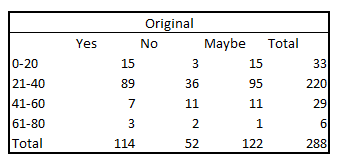 Original
Yes No Maybe Total
0-20 15 3 15 33
21-40 89 36 95 220
41-60 7 11 11 29
61-80 3 2 1 6
Total 114 52 122 288